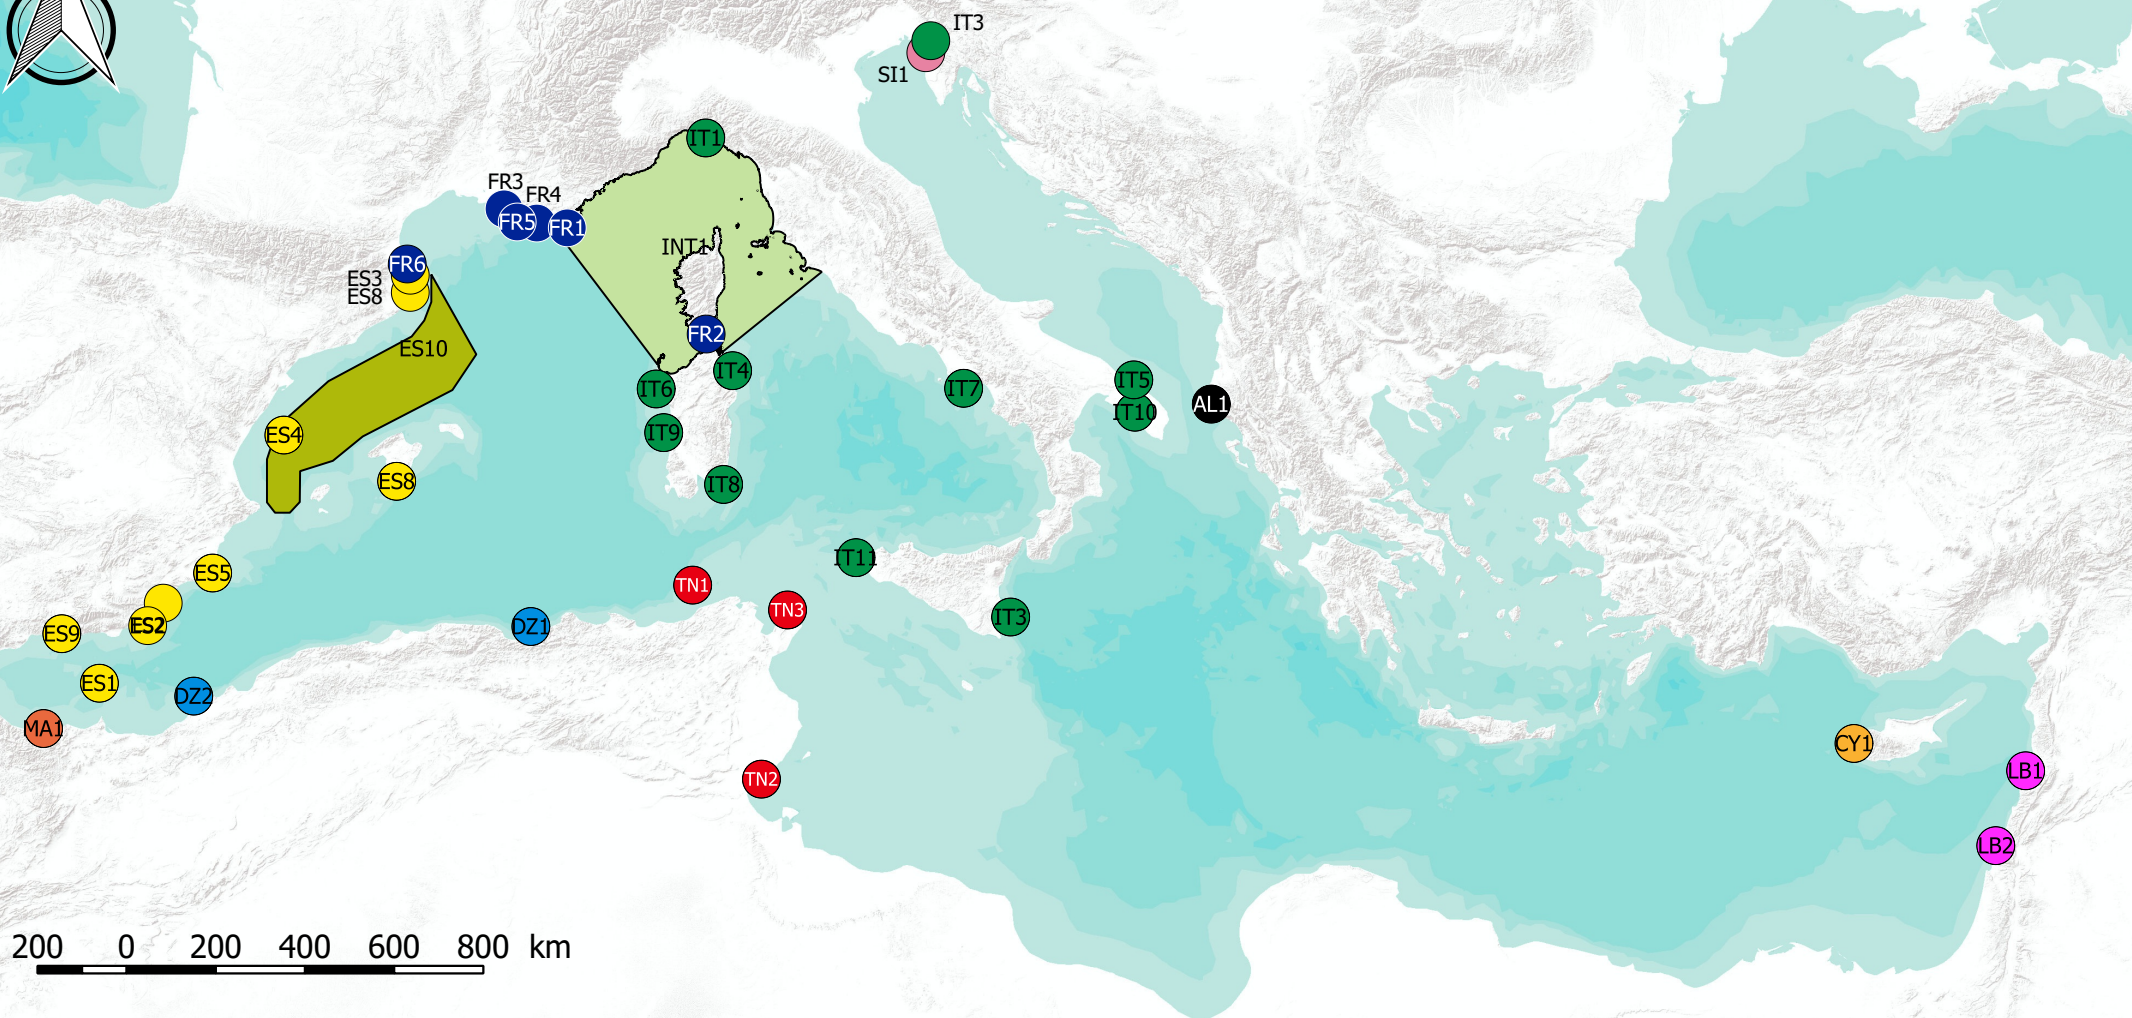 IT3
SI1
IT1
FR3
FR4
FR5
FR1
INT1
FR6
ES3
ES8
FR2
ES10
IT4
IT6
IT7
IT5
IT10
AL1
ES4
IT9
ES8
IT8
IT11
ES5
TN1
TN3
IT3
ES2
ES9
DZ1
ES1
DZ2
MA1
CY1
LB1
TN2
LB2
200 0 200 400 600 800 km